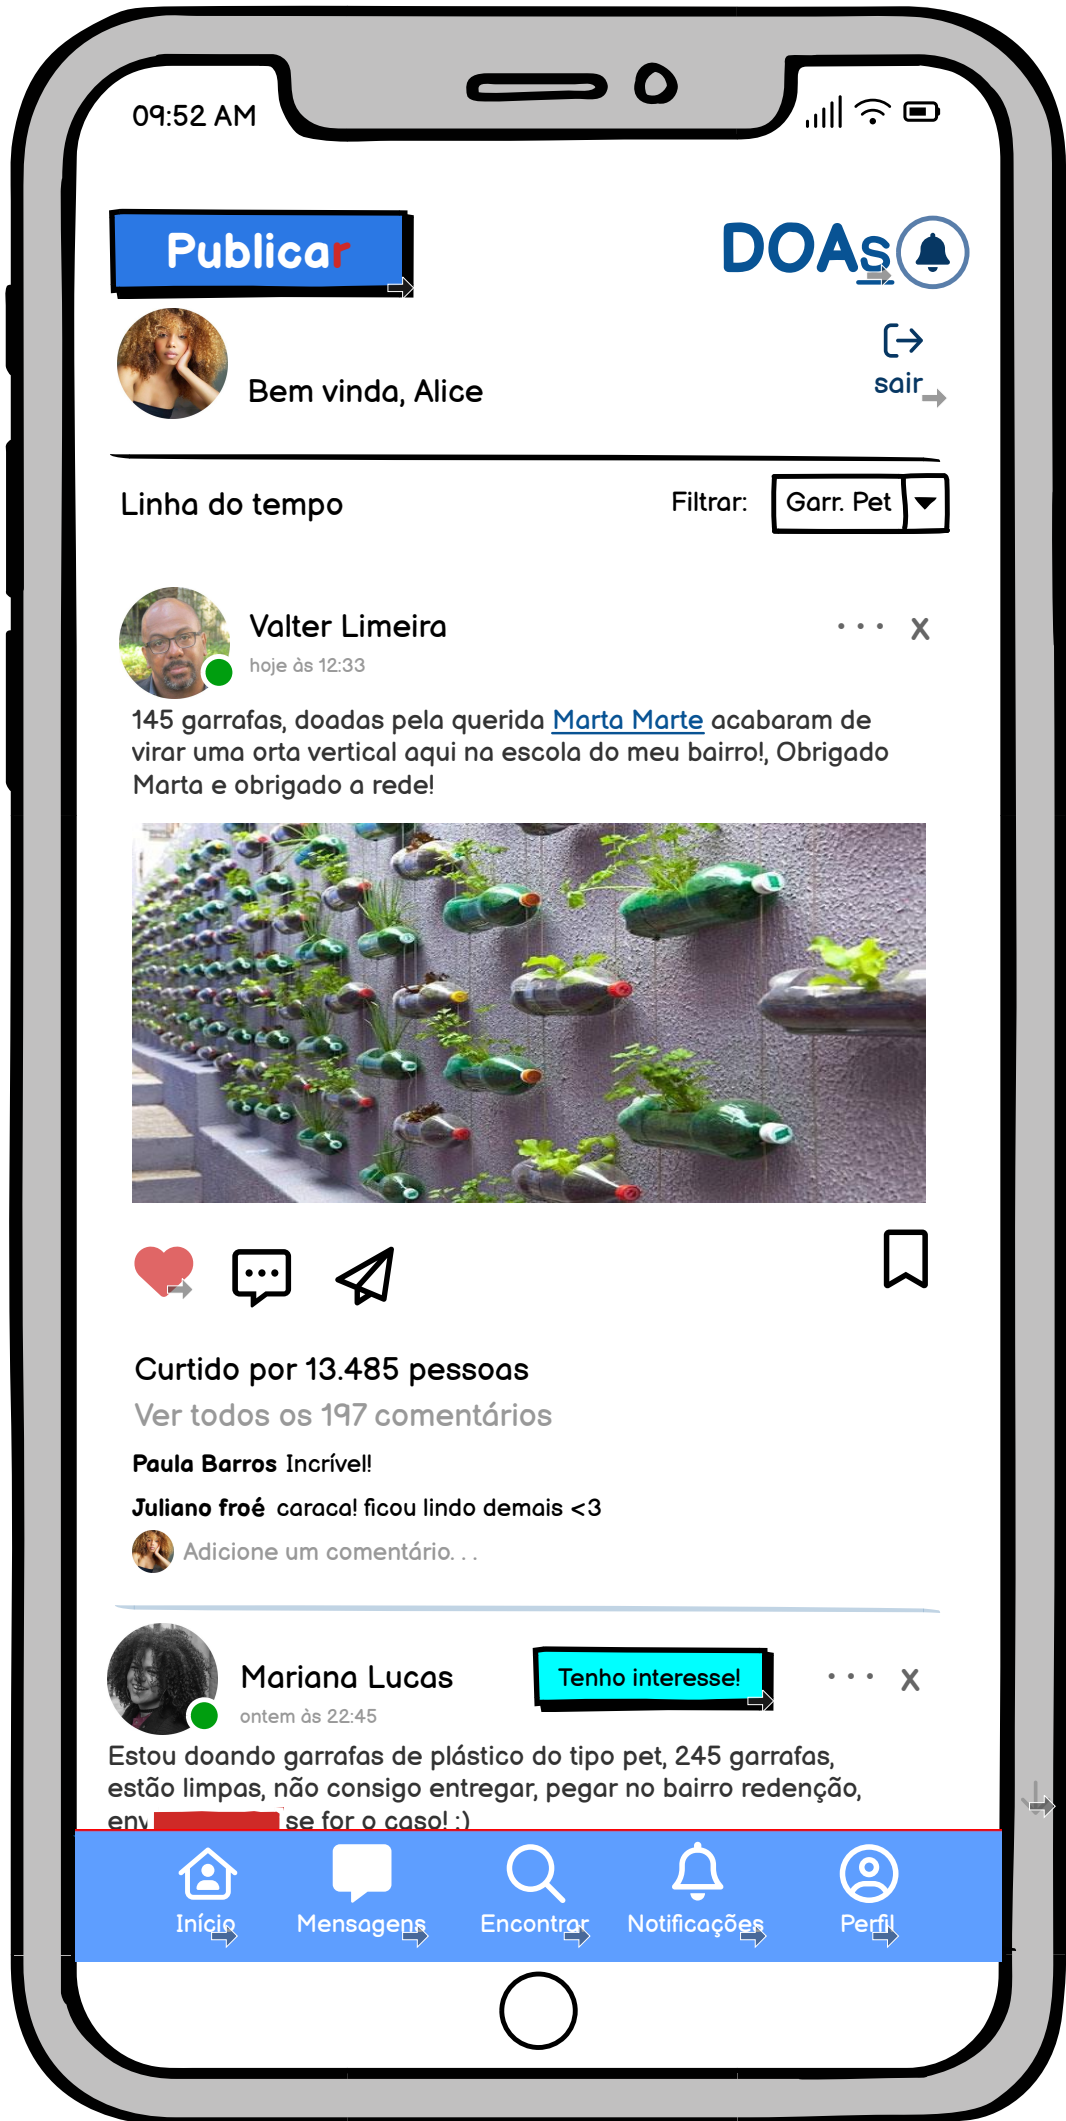 09:52 AM
Publicar
DOAs
Bem vinda, Alice
sair
Linha do tempo
Filtrar:
Garr. Pet
Valter Limeira
X
hoje às 12:33
145 garrafas, doadas pela querida Marta Marte acabaram de
virar uma orta vertical aqui na escola do meu bairro!, Obrigado
Marta e obrigado a rede!
Curtido por 13.485 pessoas
Ver todos os 197 comentários
Paula Barros Incrível!
Juliano froé caraca! ficou lindo demais <3
Adicione um comentário. . .
Mariana Lucas
Tenho interesse!
X
ontem às 22:45
Estou doando garrafas de plástico do tipo pet, 245 garrafas,
estão limpas, não consigo entregar, pegar no bairro redenção,
se for o caso! :)
Início
Mensagens
Encontrar
Notificações
Perfil